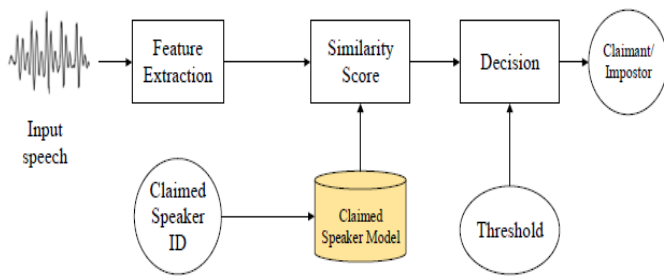 Feature
Extraction
Similarity
Score
Decision
Claimant/
Impostor
Input
speech
Claimed
Speaker
ID
Claimed
Speaker Model
Threshold